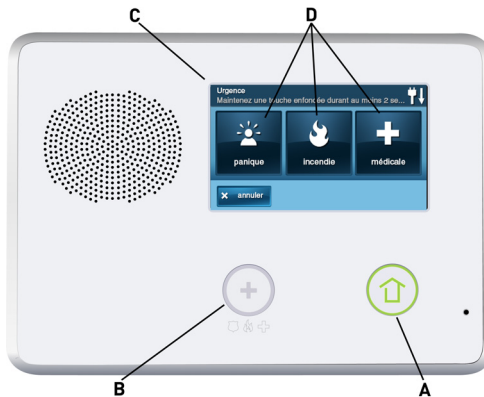 C
D
Urgence
Maintenez une touche enfoncée durant au moins 2 se...
panique
incendie
médicale
annuler
B
A